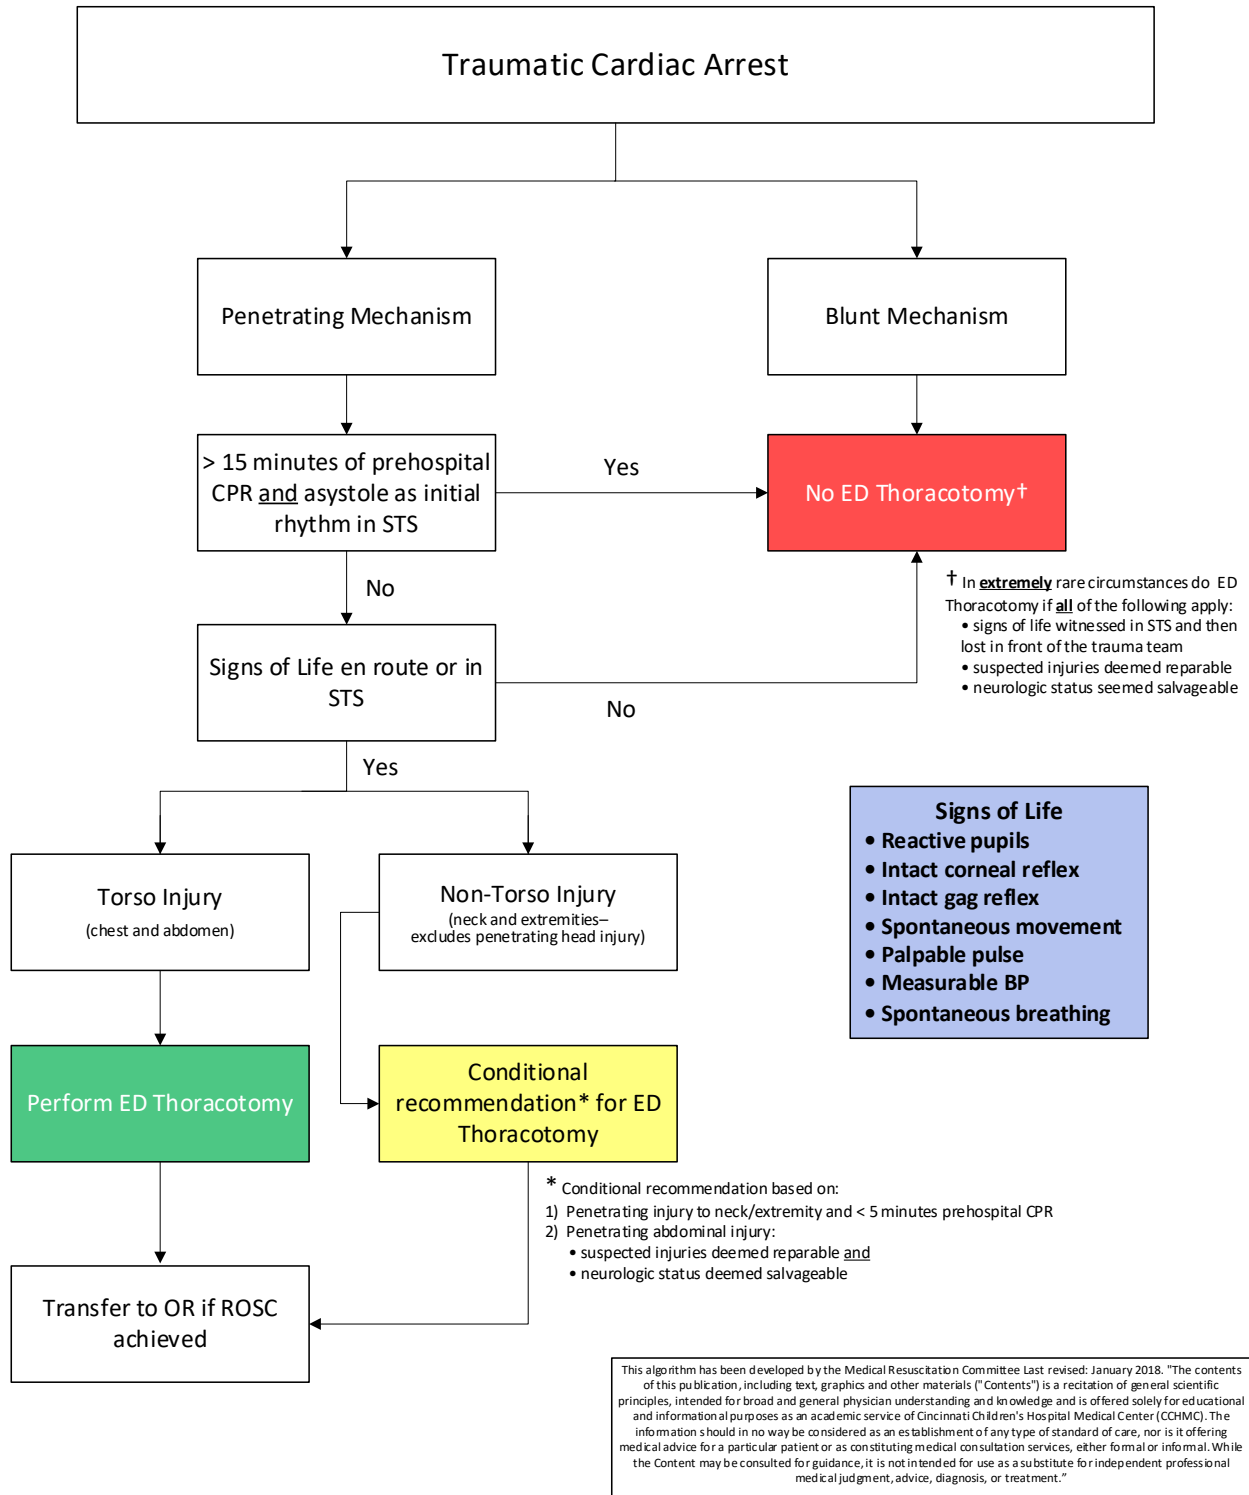 Traumatic Cardiac Arrest
Penetrating Mechanism
Blunt Mechanism
> 15 minutes of prehospital
CPR and asystole as initial
rhythm in STS
Yes
No ED Thoracotomy†
No
† In extremely rare circumstances do ED
Thoracotomy if all of the following apply:
• signs of life witnessed in STS and then
lost in front of the trauma team
• suspected injuries deemed reparable
• neurologic status seemed salvageable
Signs of Life en route or in
STS
No
Yes
Signs of Life
• Reactive pupils
• Intact corneal reflex
• Intact gag reflex
• Spontaneous movement
• Palpable pulse
• Measurable BP
• Spontaneous breathing
Torso Injury
(chest and abdomen)
Non-Torso Injury
(neck and extremities–
excludes penetrating head injury)
Perform ED Thoracotomy
Conditional
recommendation* for ED
Thoracotomy
* Conditional recommendation based on:
1) Penetrating injury to neck/extremity and < 5 minutes prehospital CPR
2) Penetrating abdominal injury:
• suspected injuries deemed reparable and
• neurologic status deemed salvageable
Transfer to OR if ROSC
achieved
This algorithm has been developed by the Medical Resuscitation Committee Last revised: January 2018. "The contents
of this publication, including text, graphics and other materials ("Contents") is a recitation of general scientific
principles, intended for broad and general physician understanding and knowledge and is offered solely for educational
and informational purposes as an academic service of Cincinnati Children's Hospital Medical Center (CCHMC). The
information should in no way be considered as an establishment of any type of standard of care, nor is it offering
medical advice for a particular patient or as constituting medical consultation services, either formal or informal. While
the Content may be consulted for guidance, it is not intended for use as a substitute for independent professional
medical judgment, advice, diagnosis, or treatment.”